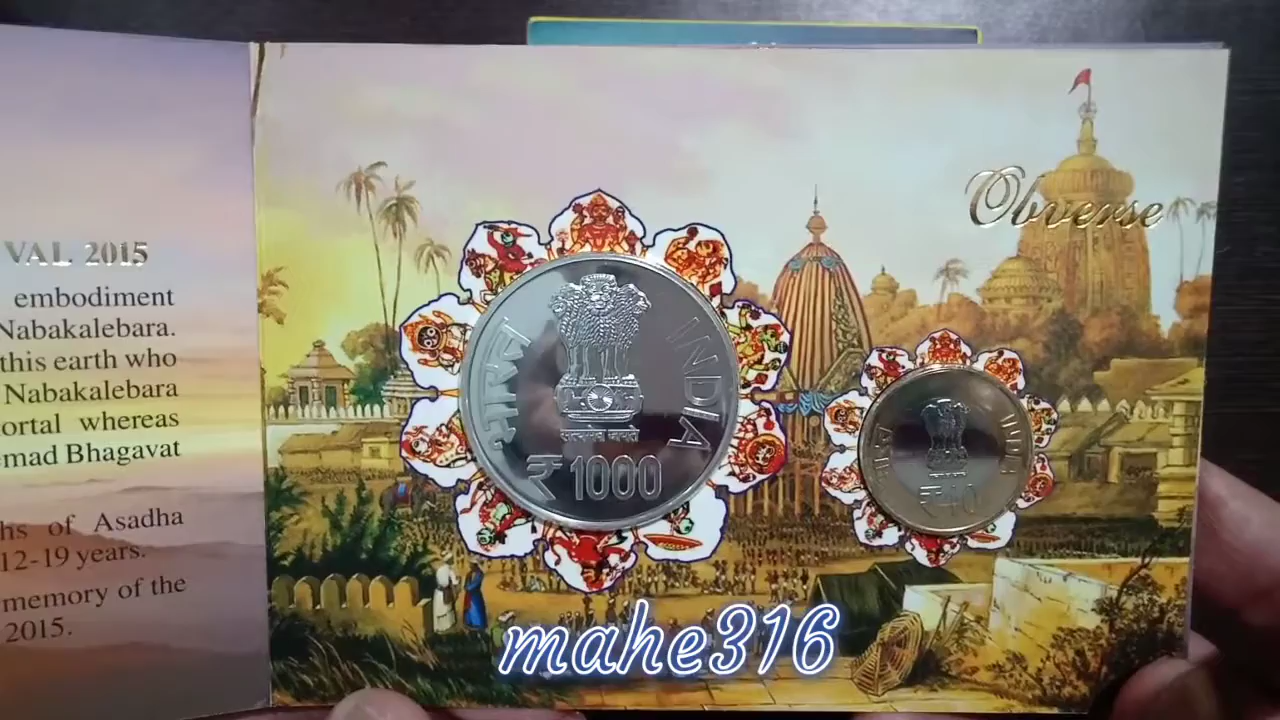 VAL 2015
embodiment
Nabakalebara.
this earth who
Nabakalebara
ortal whereas
mad Bhagavat
hs of Asadha
12-19 years.
memory of the
2015.
Obverse
भारत
INDIA
सत्यमेव जयते
₹ 1000
INDIA
₹ 10
mahe316